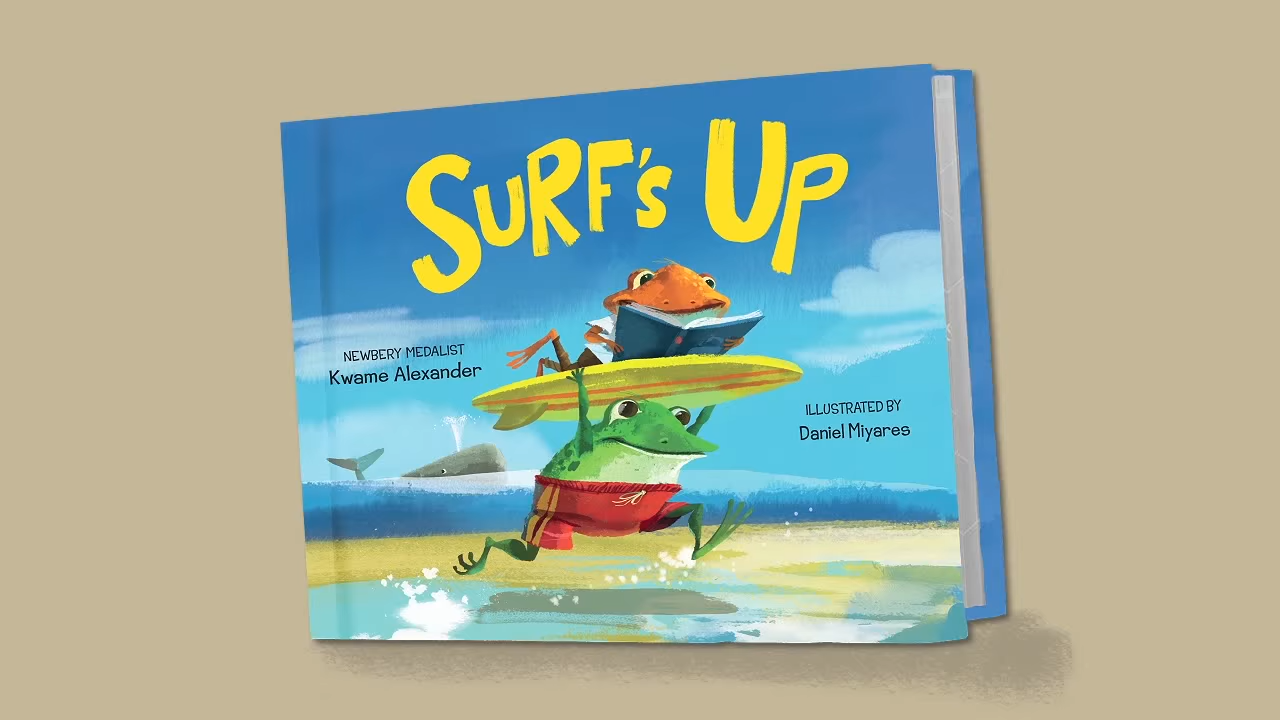 SURF'S UP
NEWBERY MEDALIST
Kwame Alexander
ILLUSTRATED BY
Daniel Miyares